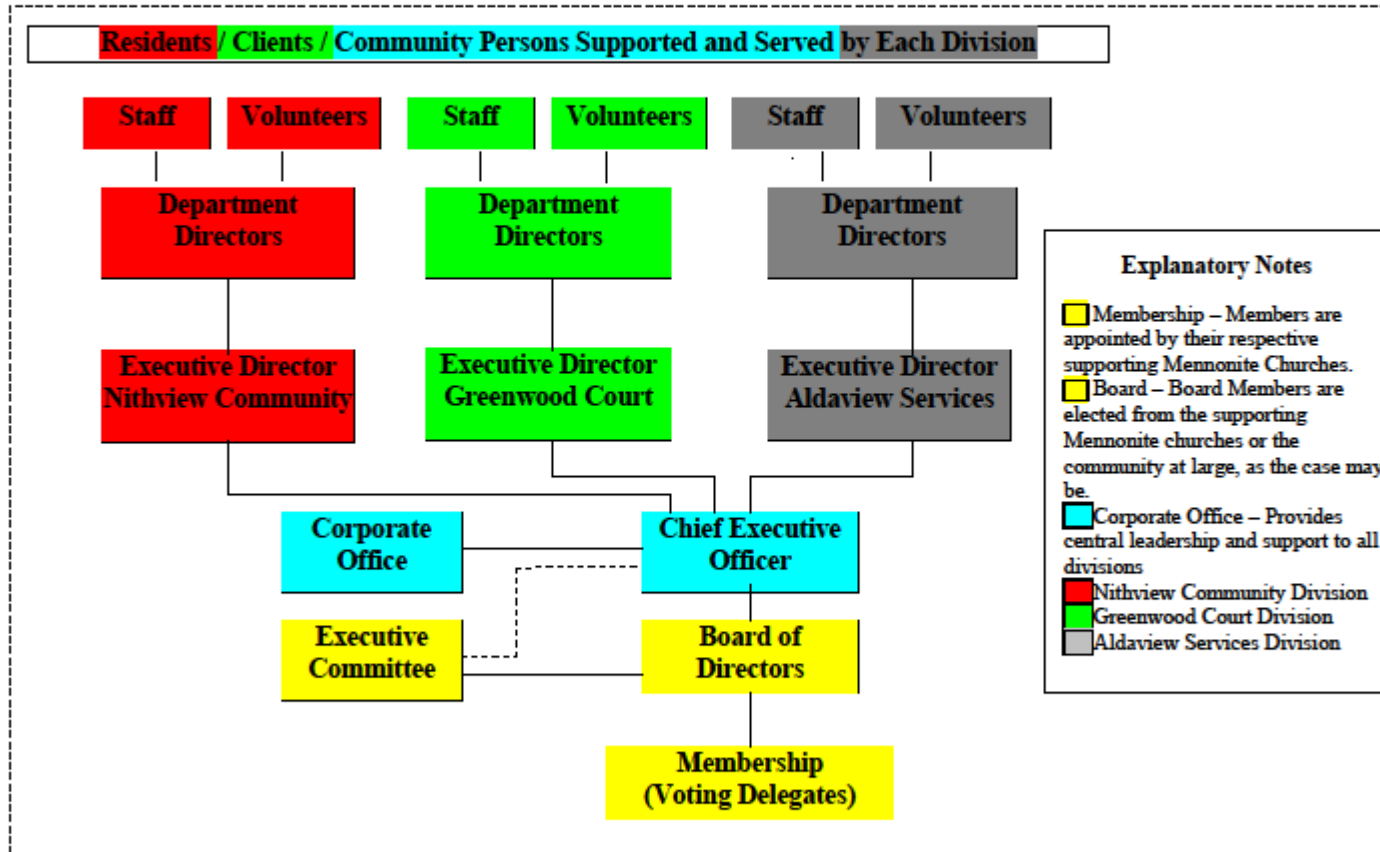 Residents / Clients / Community Persons Supported and Served by Each Division
Staff
Volunteers
Staff
Volunteers
Staff
Volunteers
Department
Directors
Department
Directors
Department
Directors
Executive Director
Nithview Community
Executive Director
Greenwood Court
Executive Director
Aldaview Services
Corporate
Office
Chief Executive
Officer
Executive
Committee
Board of
Directors
Membership
(Voting Delegates)
Explanatory Notes
Membership – Members are
appointed by their respective
supporting Mennonite Churches.
Board – Board Members are
elected from the supporting
Mennonite churches or the
community at large, as the case may
be.
Corporate Office – Provides
central leadership and support to all
divisions
Nithview Community Division
Greenwood Court Division
Aldaview Services Division